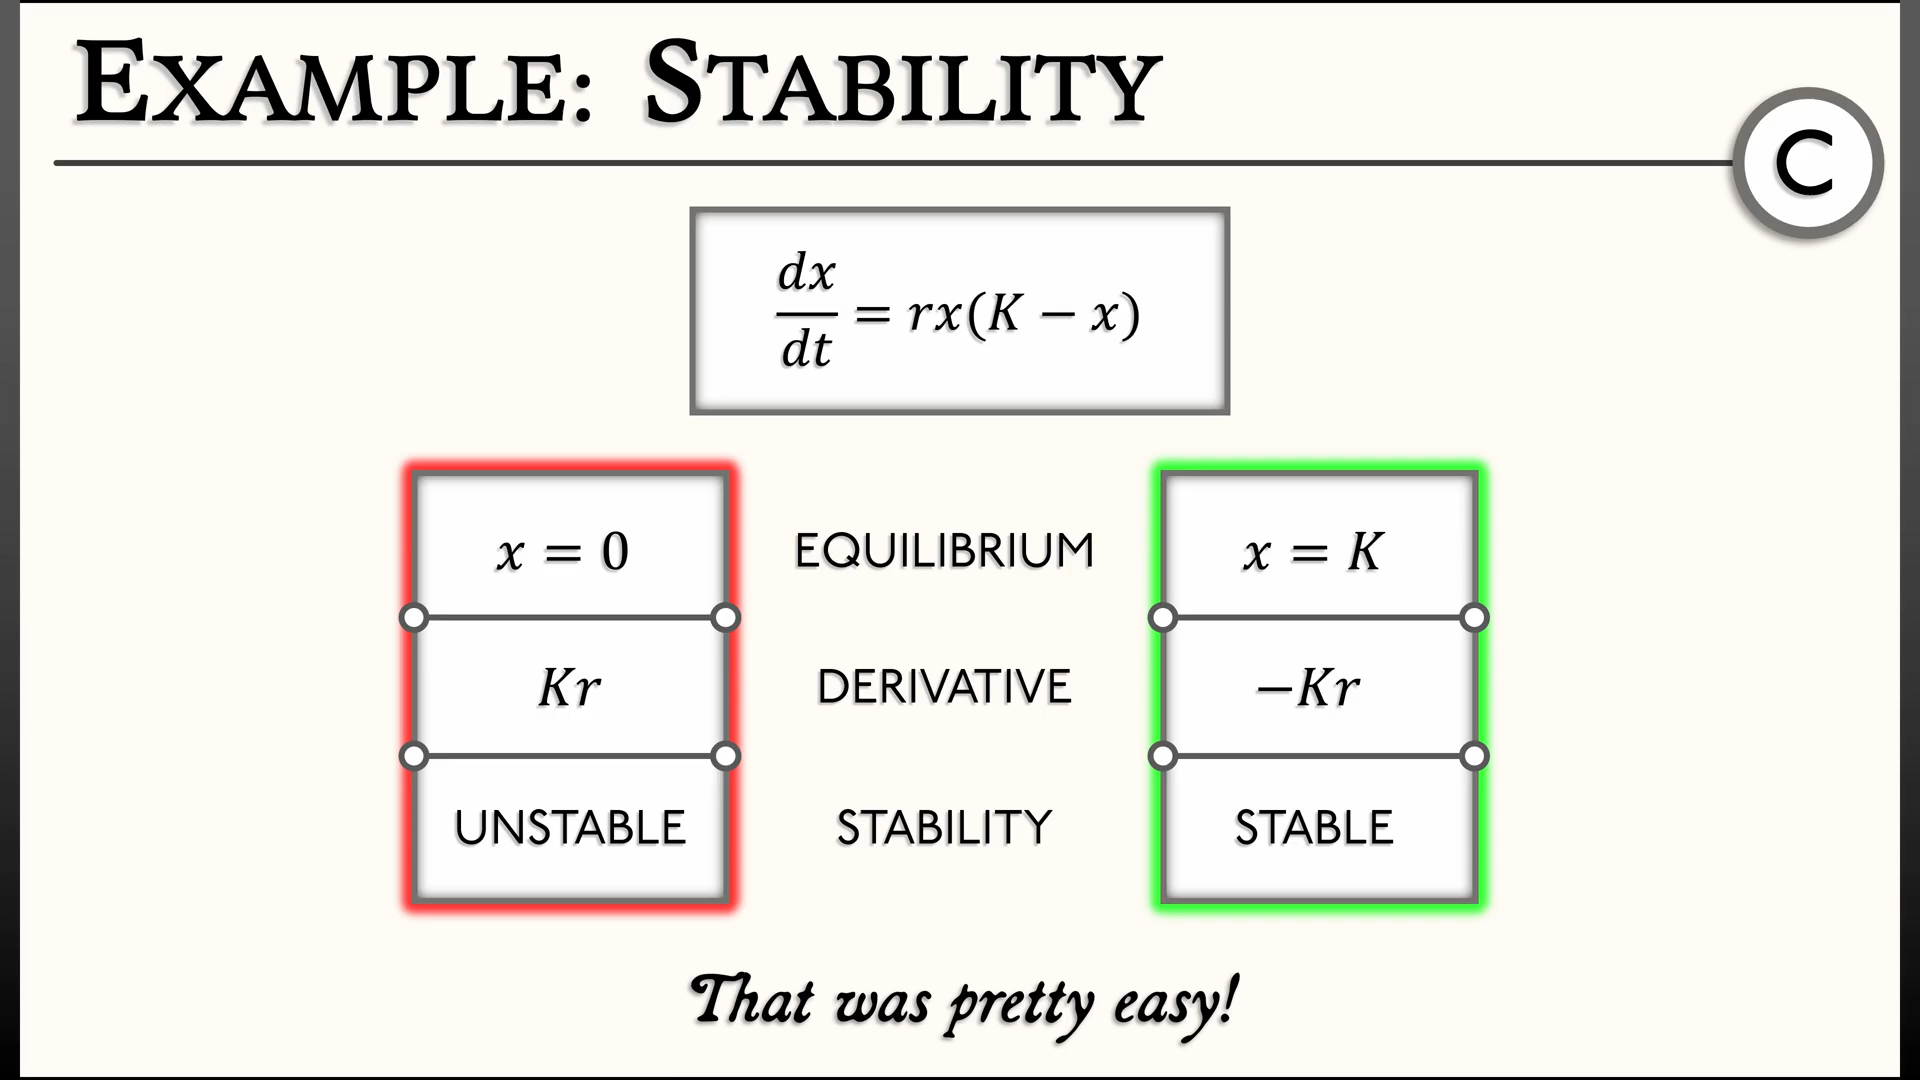 EXAMPLE: STABILITY
C
dx/dt = rx(K − x)
x = 0 EQUILIBRIUM x = K
Kr DERIVATIVE −Kr
UNSTABLE STABILITY STABLE
That was pretty easy!